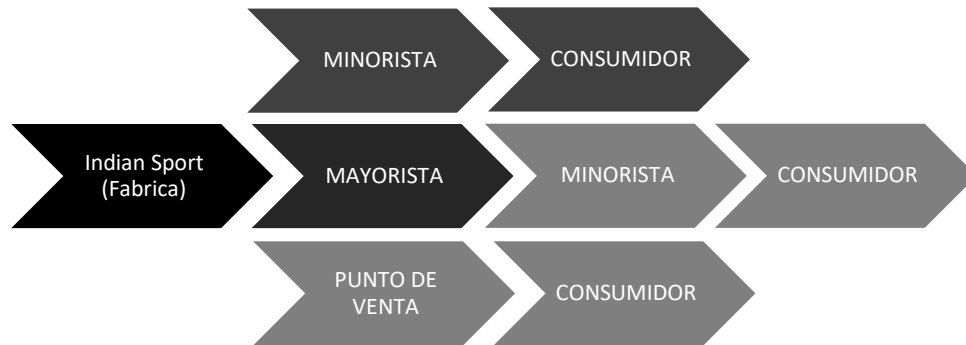 MINORISTA
CONSUMIDOR
Indian Sport
(Fabrica)
MAYORISTA
MINORISTA
CONSUMIDOR
PUNTO DE
VENTA
CONSUMIDOR